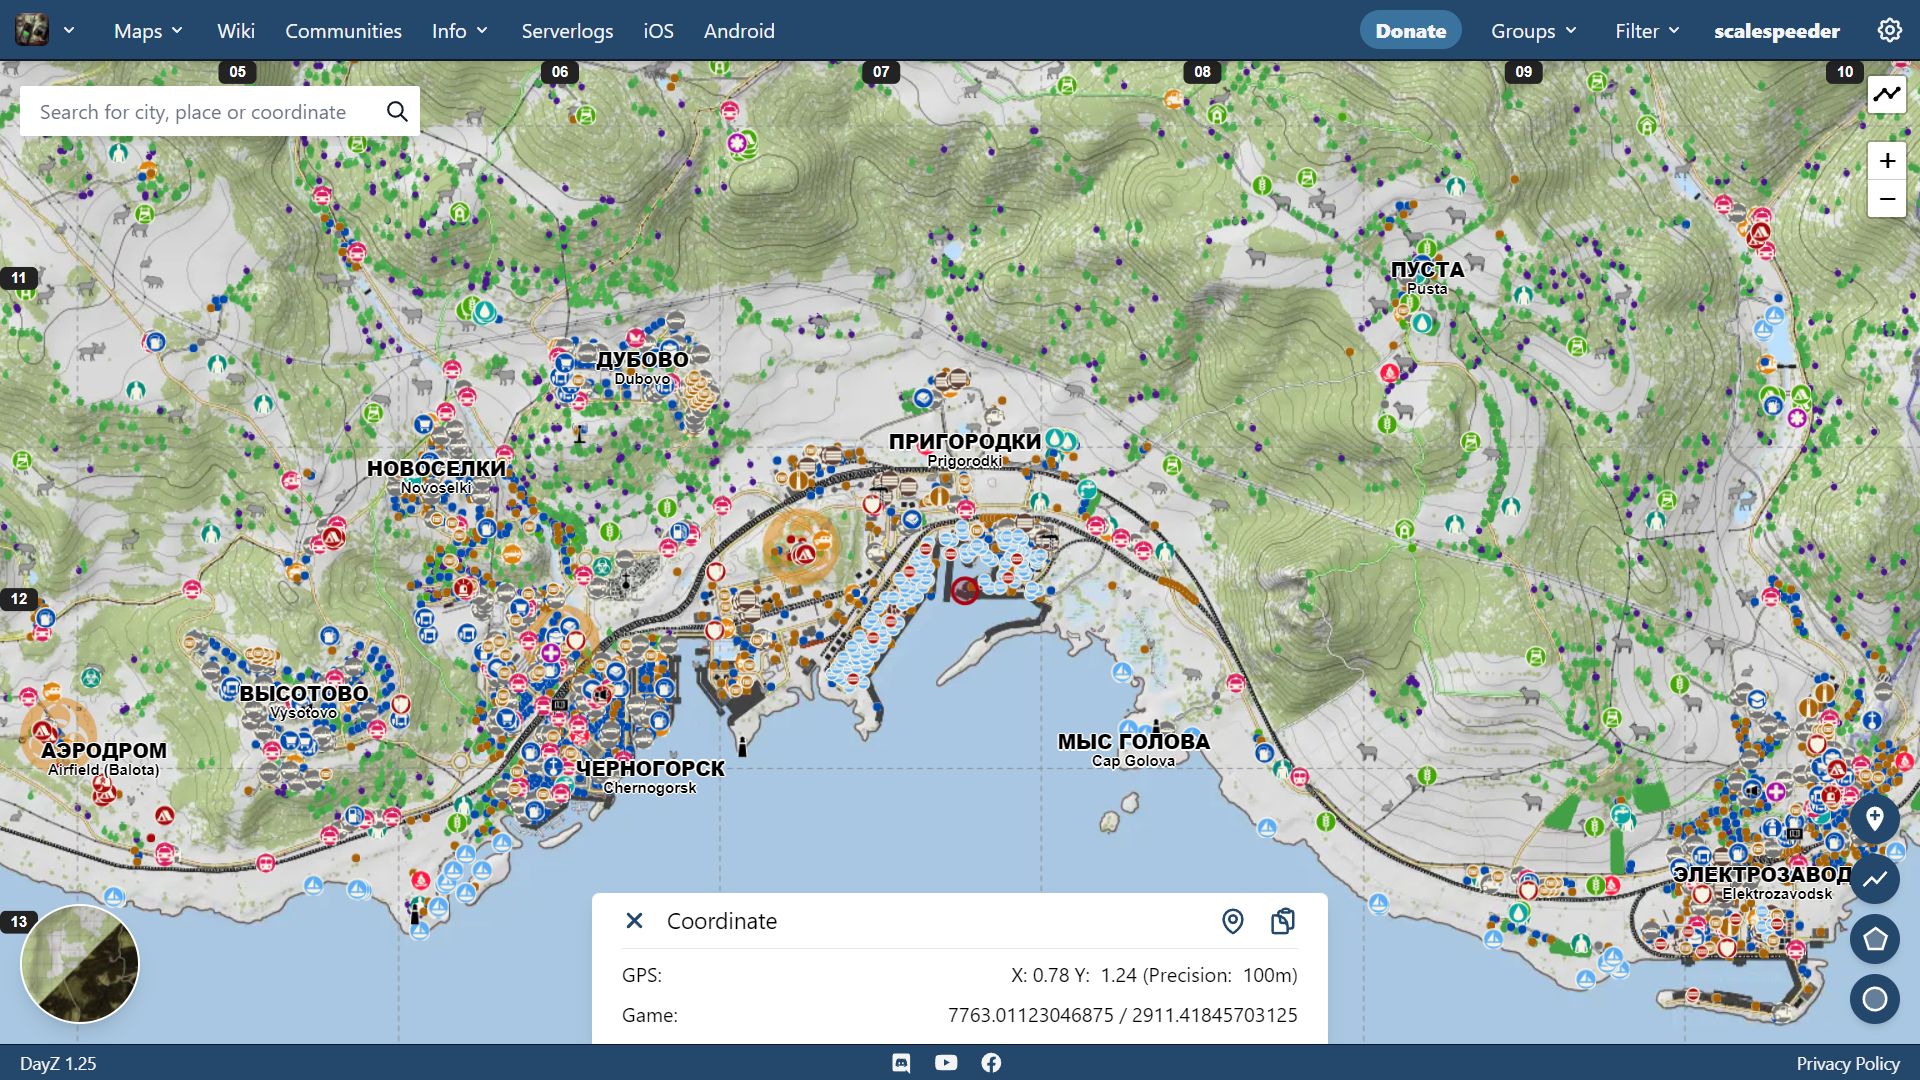 Maps
Wiki
Communities
Info
Serverlogs
iOS
Android
Donate
Groups
Filter
scalespeeder
05
06
07
08
09
10
Search for city, place or coordinate
+
−
11
ПУСТА
Pusta
ДУБОВО
Dubovo
ПРИГОРОДКИ
Prigorodki
НОВОСЕЛКИ
Novoselki
12
ВЫСОТОВО
Vysotovo
АЭРОДРОМ
Airfield (Balota)
МЫС ГОЛОВА
Cap Golova
ЧЕРНОГОРСК
Chernogorsk
ЭЛЕКТРОЗАВОД
Elektrozavodsk
13
Coordinate
GPS:
X: 0.78 Y: 1.24 (Precision: 100m)
Game:
7763.01123046875 / 2911.41845703125
DayZ 1.25
Privacy Policy